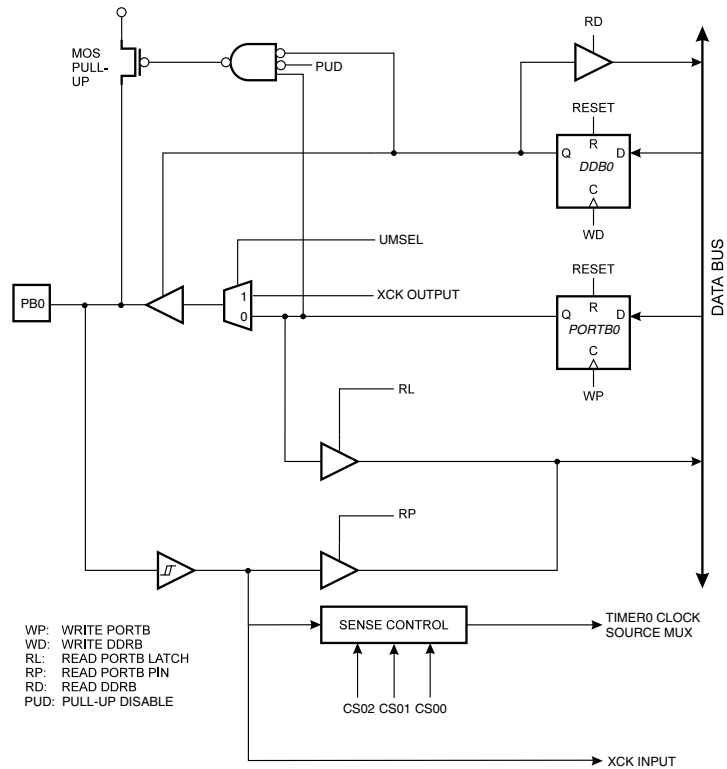 RD
MOS
PULL-
UP
PUD
RESET
R
Q
D
DDB0
C
WD
UMSEL
RESET
1
XCK OUTPUT
PB0
R
0
Q
D
PORTB0
C
DATA BUS
WP
RL
RP
WP: WRITE PORTB
WD: WRITE DDRB
RL: READ PORTB LATCH
RP: READ PORTB PIN
RD: READ DDRB
PUD: PULL-UP DISABLE
SENSE CONTROL
TIMER0 CLOCK
SOURCE MUX
CS02 CS01 CS00
XCK INPUT